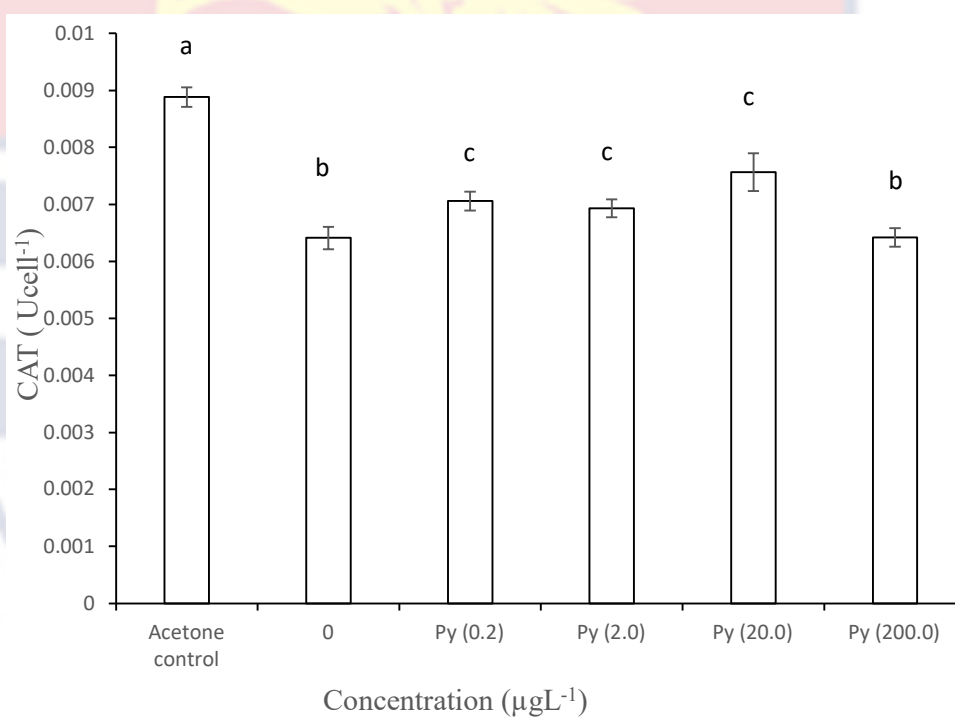 0.01
0.009
0.008
0.007
0.006
0.005
0.004
0.003
0.002
0.001
0
CAT ( Ucell⁻¹)
a
b
c
c
c
b
Acetone
control
0
Py (0.2)
Py (2.0)
Py (20.0)
Py (200.0)
Concentration (µgL⁻¹)